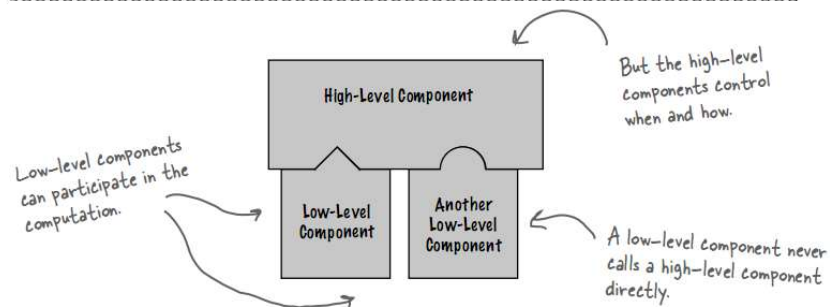 But the high-level
components control
when and how.
High-Level Component
Low-level components
can participate in the
computation.
Low-Level
Component
Another
Low-Level
Component
A low-level component never
calls a high-level component
directly.